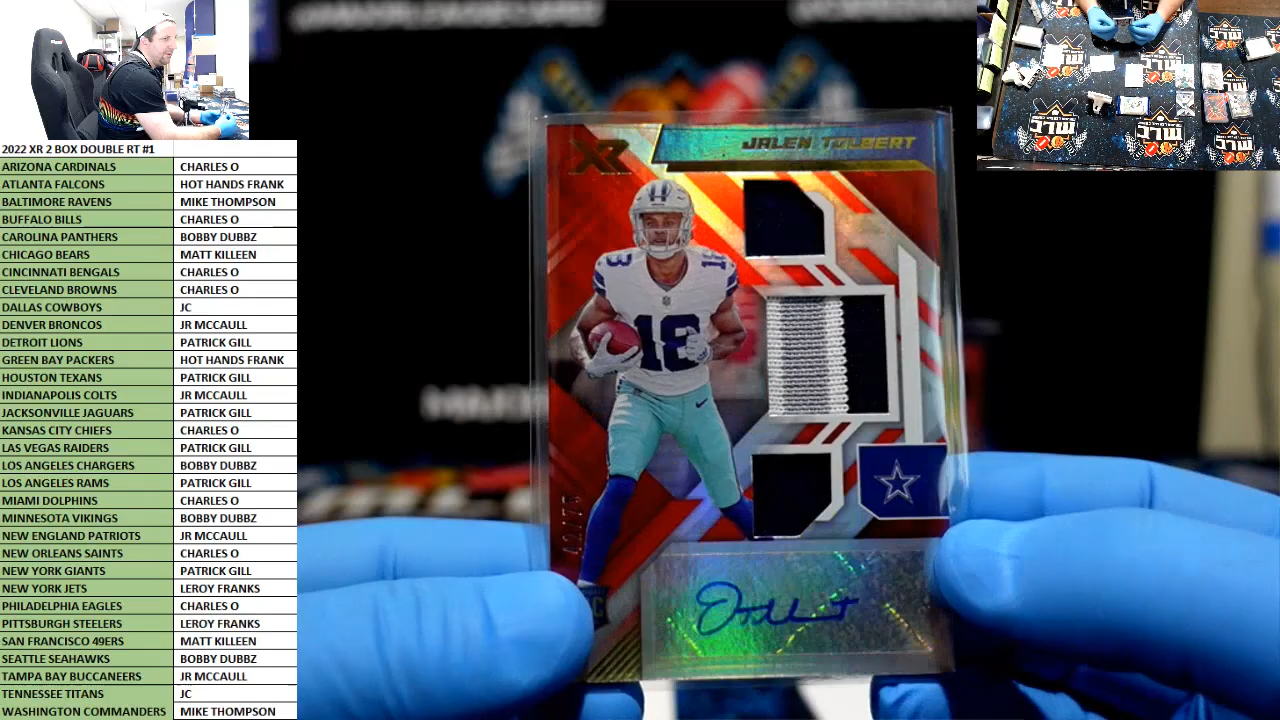 2022 XR 2 BOX DOUBLE RT #1
ARIZONA CARDINALS CHARLES O
ATLANTA FALCONS HOT HANDS FRANK
BALTIMORE RAVENS MIKE THOMPSON
BUFFALO BILLS CHARLES O
CAROLINA PANTHERS BOBBY DUBBZ
CHICAGO BEARS MATT KILLEEN
CINCINNATI BENGALS CHARLES O
CLEVELAND BROWNS CHARLES O
DALLAS COWBOYS JC
DENVER BRONCOS JR MCCAULL
DETROIT LIONS PATRICK GILL
GREEN BAY PACKERS HOT HANDS FRANK
HOUSTON TEXANS PATRICK GILL
INDIANAPOLIS COLTS JR MCCAULL
JACKSONVILLE JAGUARS PATRICK GILL
KANSAS CITY CHIEFS CHARLES O
LAS VEGAS RAIDERS PATRICK GILL
LOS ANGELES CHARGERS BOBBY DUBBZ
LOS ANGELES RAMS PATRICK GILL
MIAMI DOLPHINS CHARLES O
MINNESOTA VIKINGS BOBBY DUBBZ
NEW ENGLAND PATRIOTS JR MCCAULL
NEW ORLEANS SAINTS CHARLES O
NEW YORK GIANTS PATRICK GILL
NEW YORK JETS LEROY FRANKS
PHILADELPHIA EAGLES CHARLES O
PITTSBURGH STEELERS LEROY FRANKS
SAN FRANCISCO 49ERS MATT KILLEEN
SEATTLE SEAHAWKS BOBBY DUBBZ
TAMPA BAY BUCCANEERS JR MCCAULL
TENNESSEE TITANS JC
WASHINGTON COMMANDERS MIKE THOMPSON
XR
JALEN TOLBERT
18
18